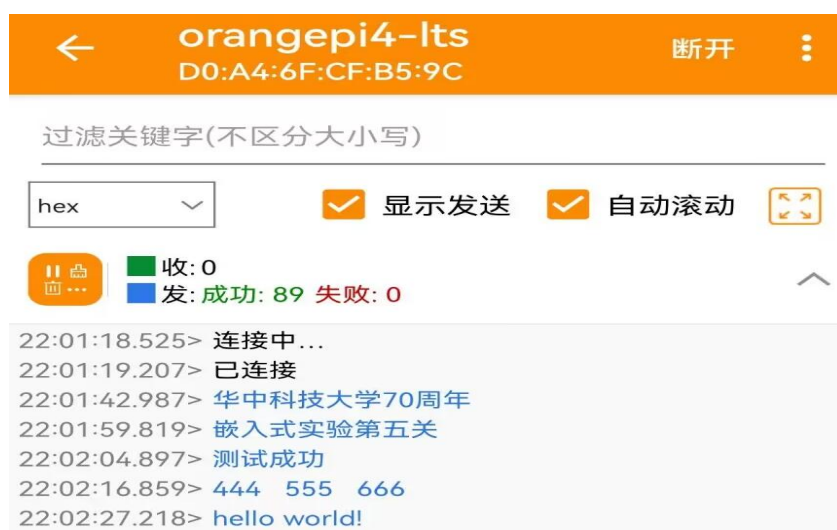 orangepi4-lts
D0:A4:6F:CF:B5:9C
断开
过滤关键字(不区分大小写)
hex
显示发送
自动滚动
收: 0
发: 成功: 89 失败: 0
22:01:18.525> 连接中...
22:01:19.207> 已连接
22:01:42.987> 华中科技大学70周年
22:01:59.819> 嵌入式实验第五关
22:02:04.897> 测试成功
22:02:16.859> 444 555 666
22:02:27.218> hello world!